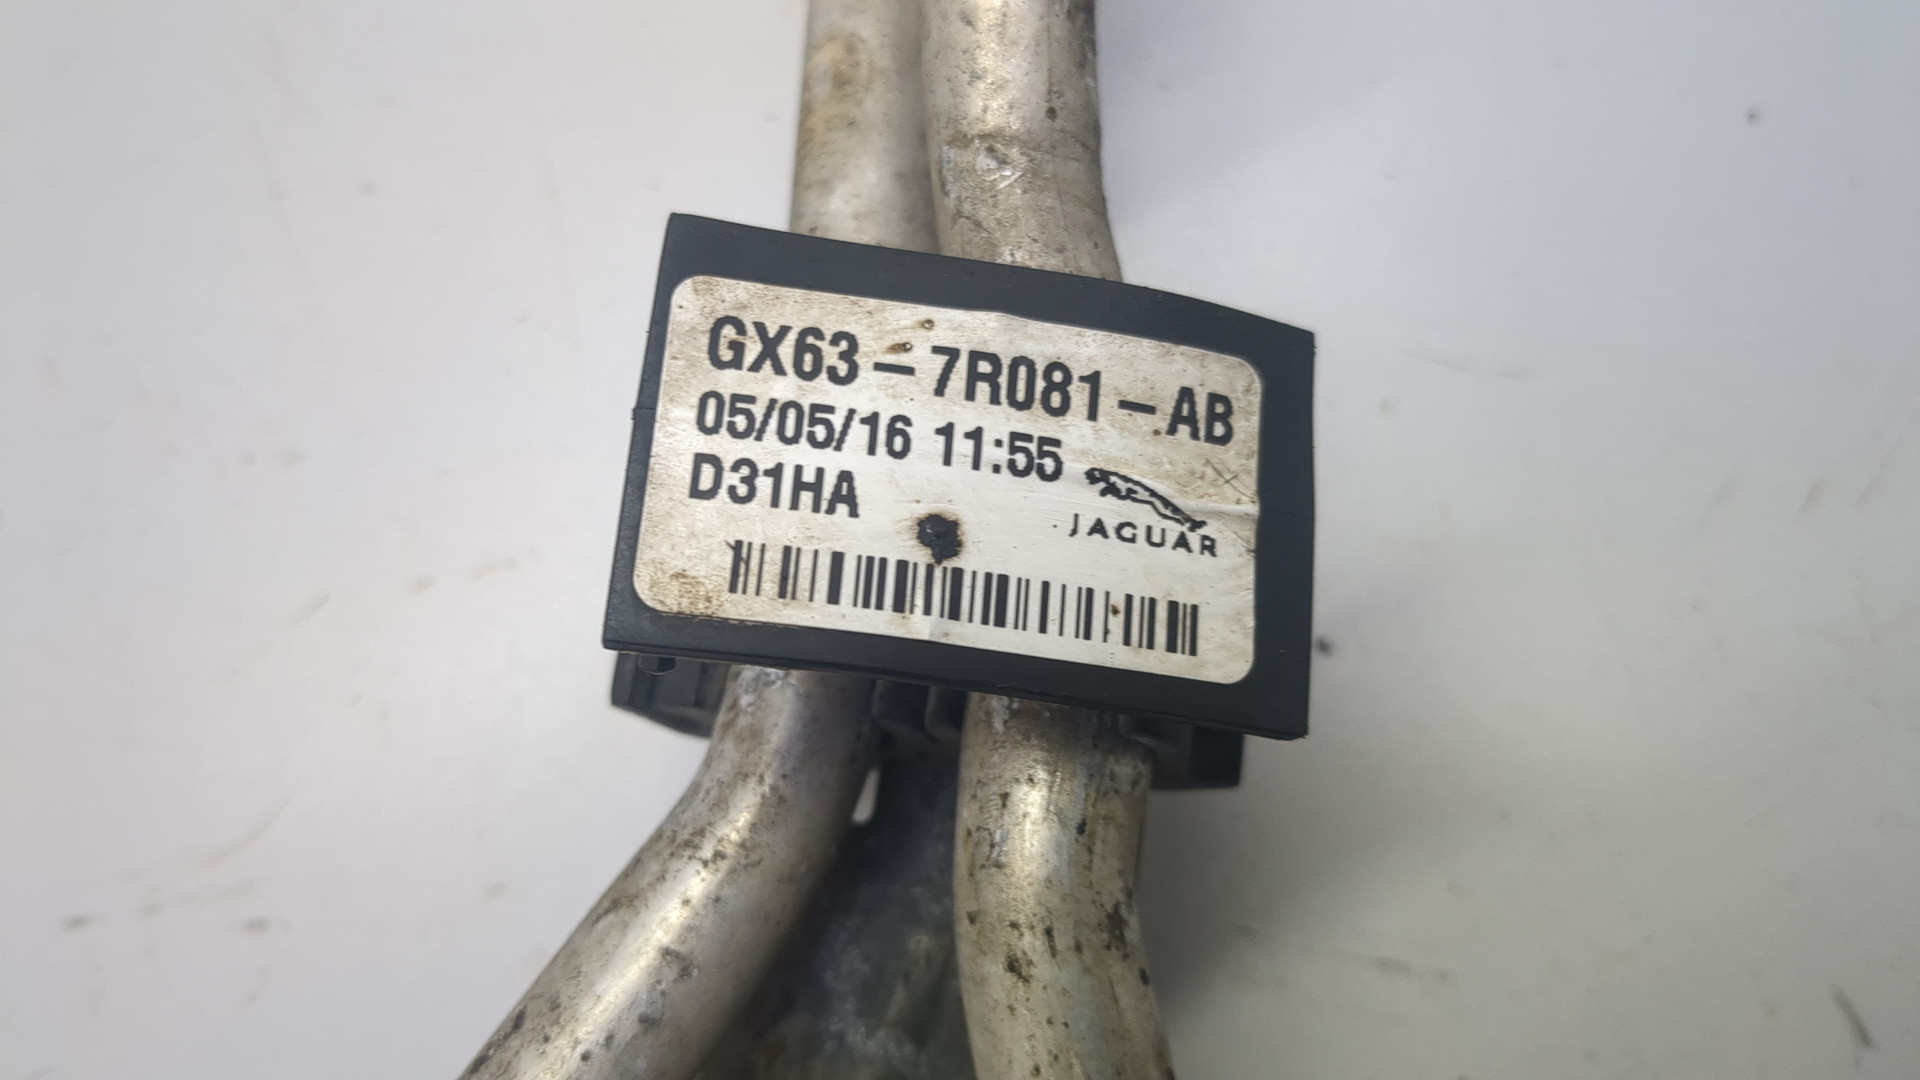 GX63-7R081-AB
05/05/16 11:55
D31HA
JAGUAR